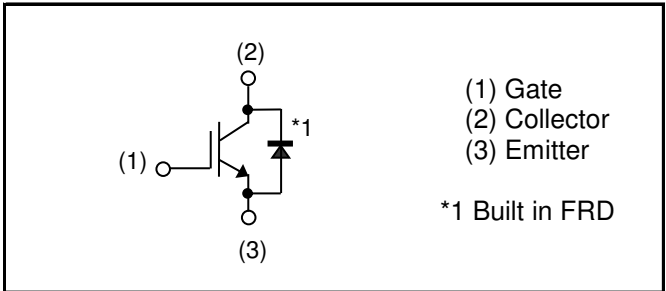 (2)
*1
(1)
(3)
(1) Gate
(2) Collector
(3) Emitter
*1 Built in FRD